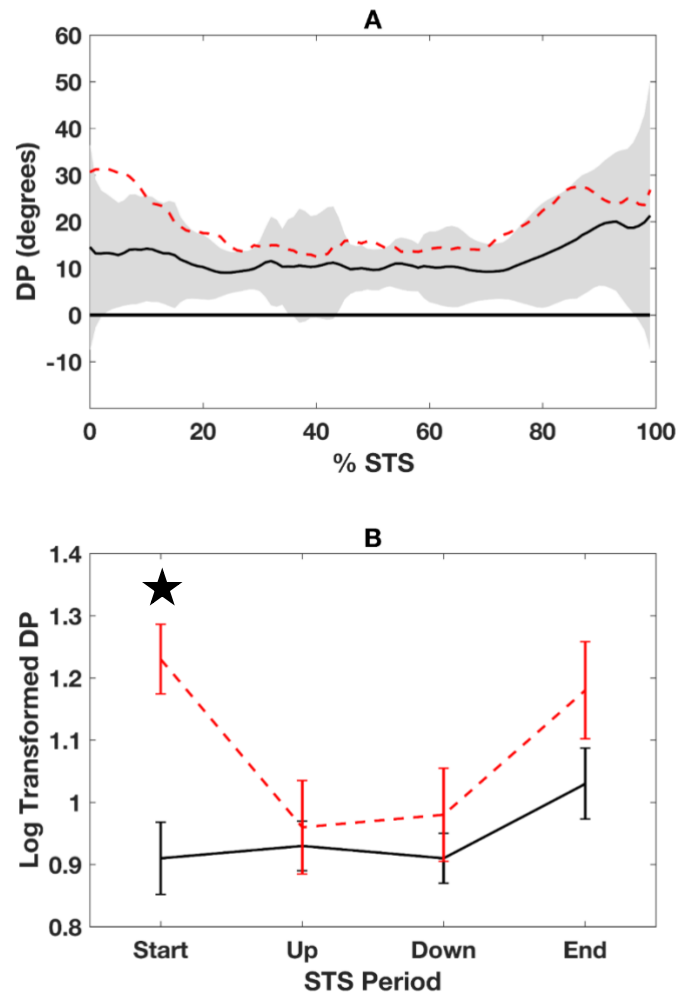 A
60
50
40
30
20
10
0
-10
DP (degrees)
0 20 40 60 80 100
% STS
B
1.4
1.3
1.2
1.1
1
0.9
0.8
Log Transformed DP
Start Up Down End
STS Period